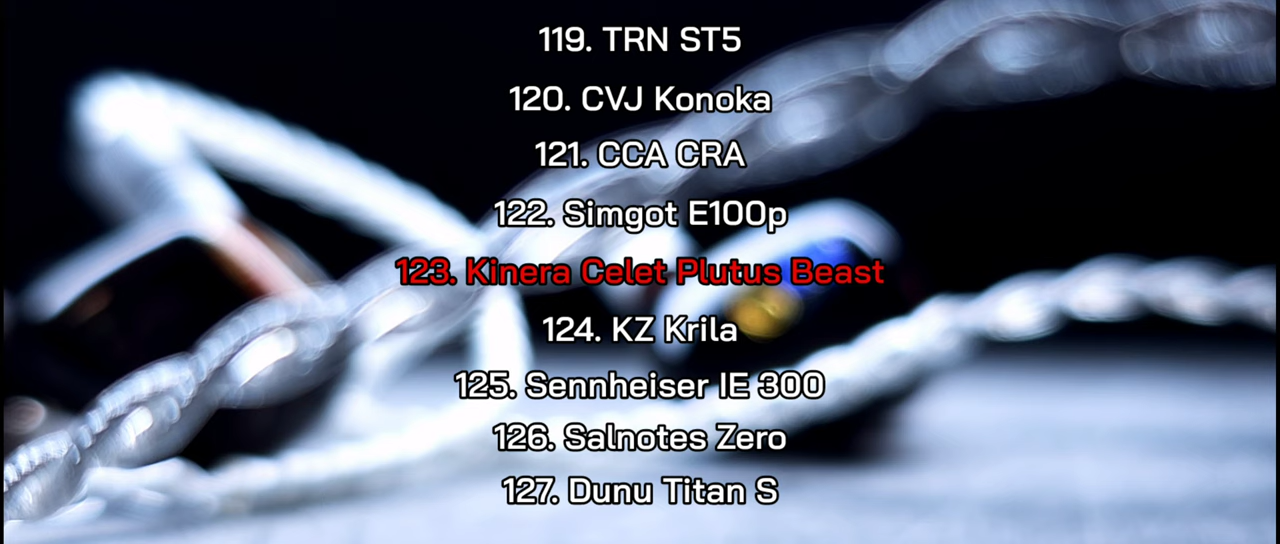 119. TRN ST5
120. CVJ Konoka
121. CCA CRA
122. Simgot E100p
123. Kinera Celet Plutus Beast
124. KZ Krila
125. Sennheiser IE 300
126. Salnotes Zero
127. Dunu Titan S